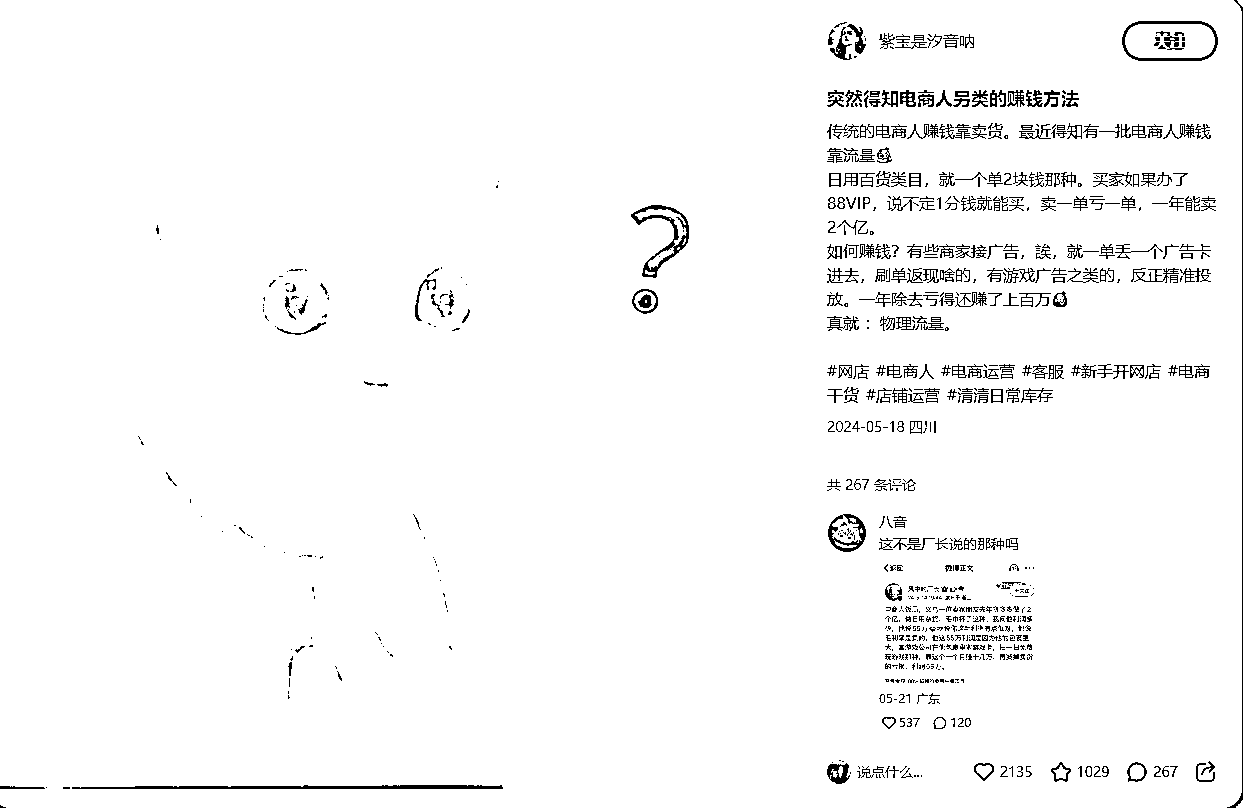 ?
紫宝是汐音呐
突然得知电商人另类的赚钱方法
传统的电商人赚钱靠卖货。最近得知有一批电商人赚钱
靠流量
日用百货类目，就一个单2块钱那种。买家如果办了
88VIP，说不定1分钱就能买，卖一单亏一单，一年能卖
2个亿。
如何赚钱？有些商家接广告，誒，就一单丢一个广告卡
进去，刷单返现啥的，有游戏广告之类的，反正精准投
放。一年除去亏得还赚了上百万
真就 ：物理流量。
#网店 #电商人 #电商运营 #客服 #新手开网店 #电商
干货 #店铺运营 #清清日常库存
2024-05-18 四川
共 267 条评论
八音
这不是厂长说的那种吗
微博正文
05-21 广东
537 120
说点什么...
2135 1029 267